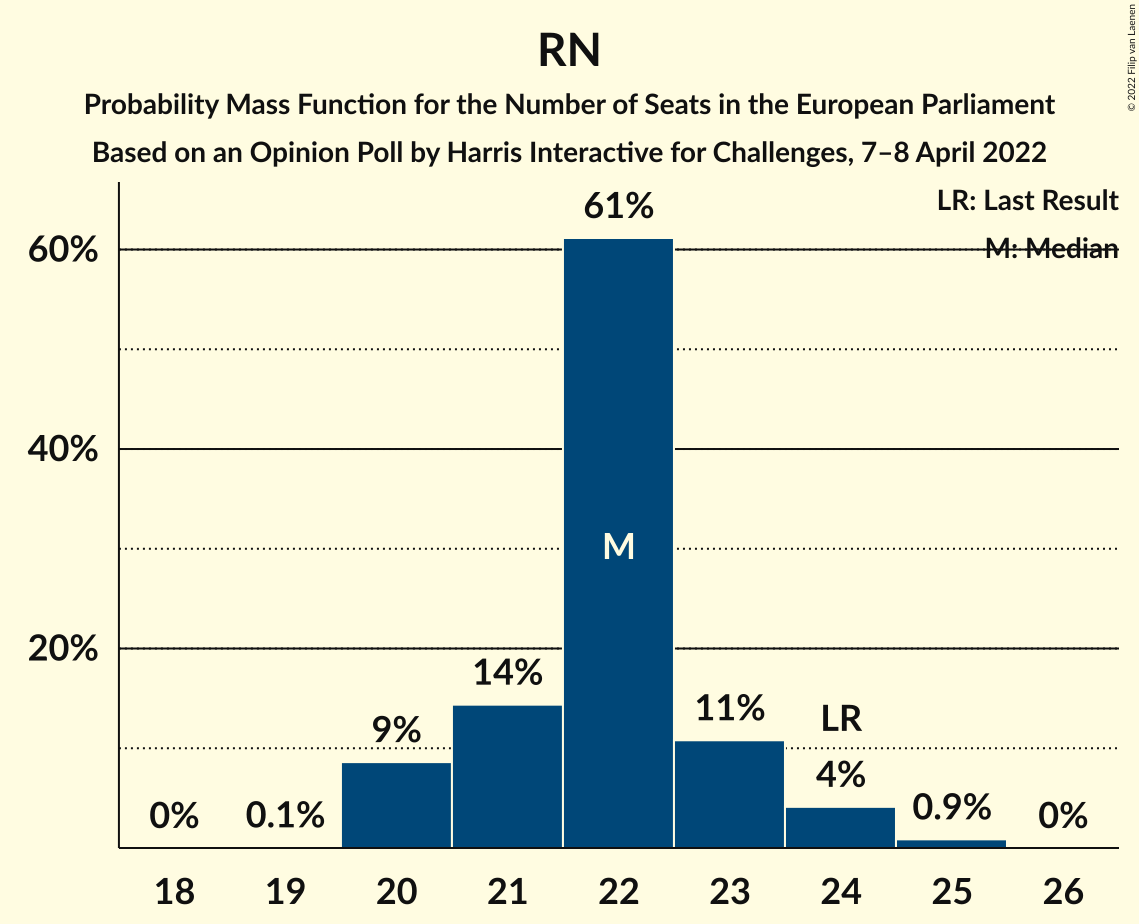 RN
Probability Mass Function for the Number of Seats in the European Parliament
Based on an Opinion Poll by Harris Interactive for Challenges, 7–8 April 2022
© 2022 Filip van Laenen
LR: Last Result
M: Median
60%
40%
20%
61%
M
14%
9%
11%
LR
4%
0%
0.1%
0.9%
0%
18 19 20 21 22 23 24 25 26